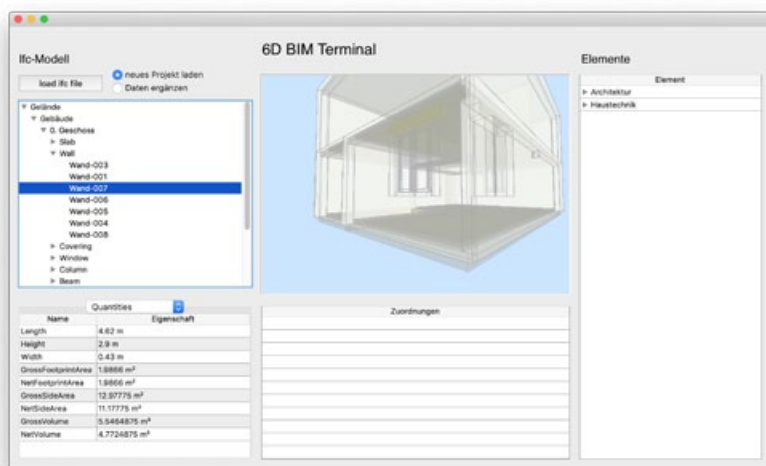 6D BIM Terminal
Ifc-Modell
load ifc file
neues Projekt laden
Daten ergänzen
Gelände
Gebäude
0. Geschoss
Slab
Wall
Wand-003
Wand-001
Wand-007
Wand-006
Wand-005
Wand-004
Wand-008
Covering
Window
Column
Beam
Quantities
Name Eigenschaft
Length 4.62 m
Height 2.9 m
Width 0.43 m
GrossFootprintArea 1.9866 m²
NetFootprintArea 1.9866 m²
GrossSideArea 12.97775 m²
NetSideArea 11.17775 m²
GrossVolume 5.5464875 m³
NetVolume 4.7724875 m³
Zuordnungen
Elemente
Element
Architektur
Haustechnik